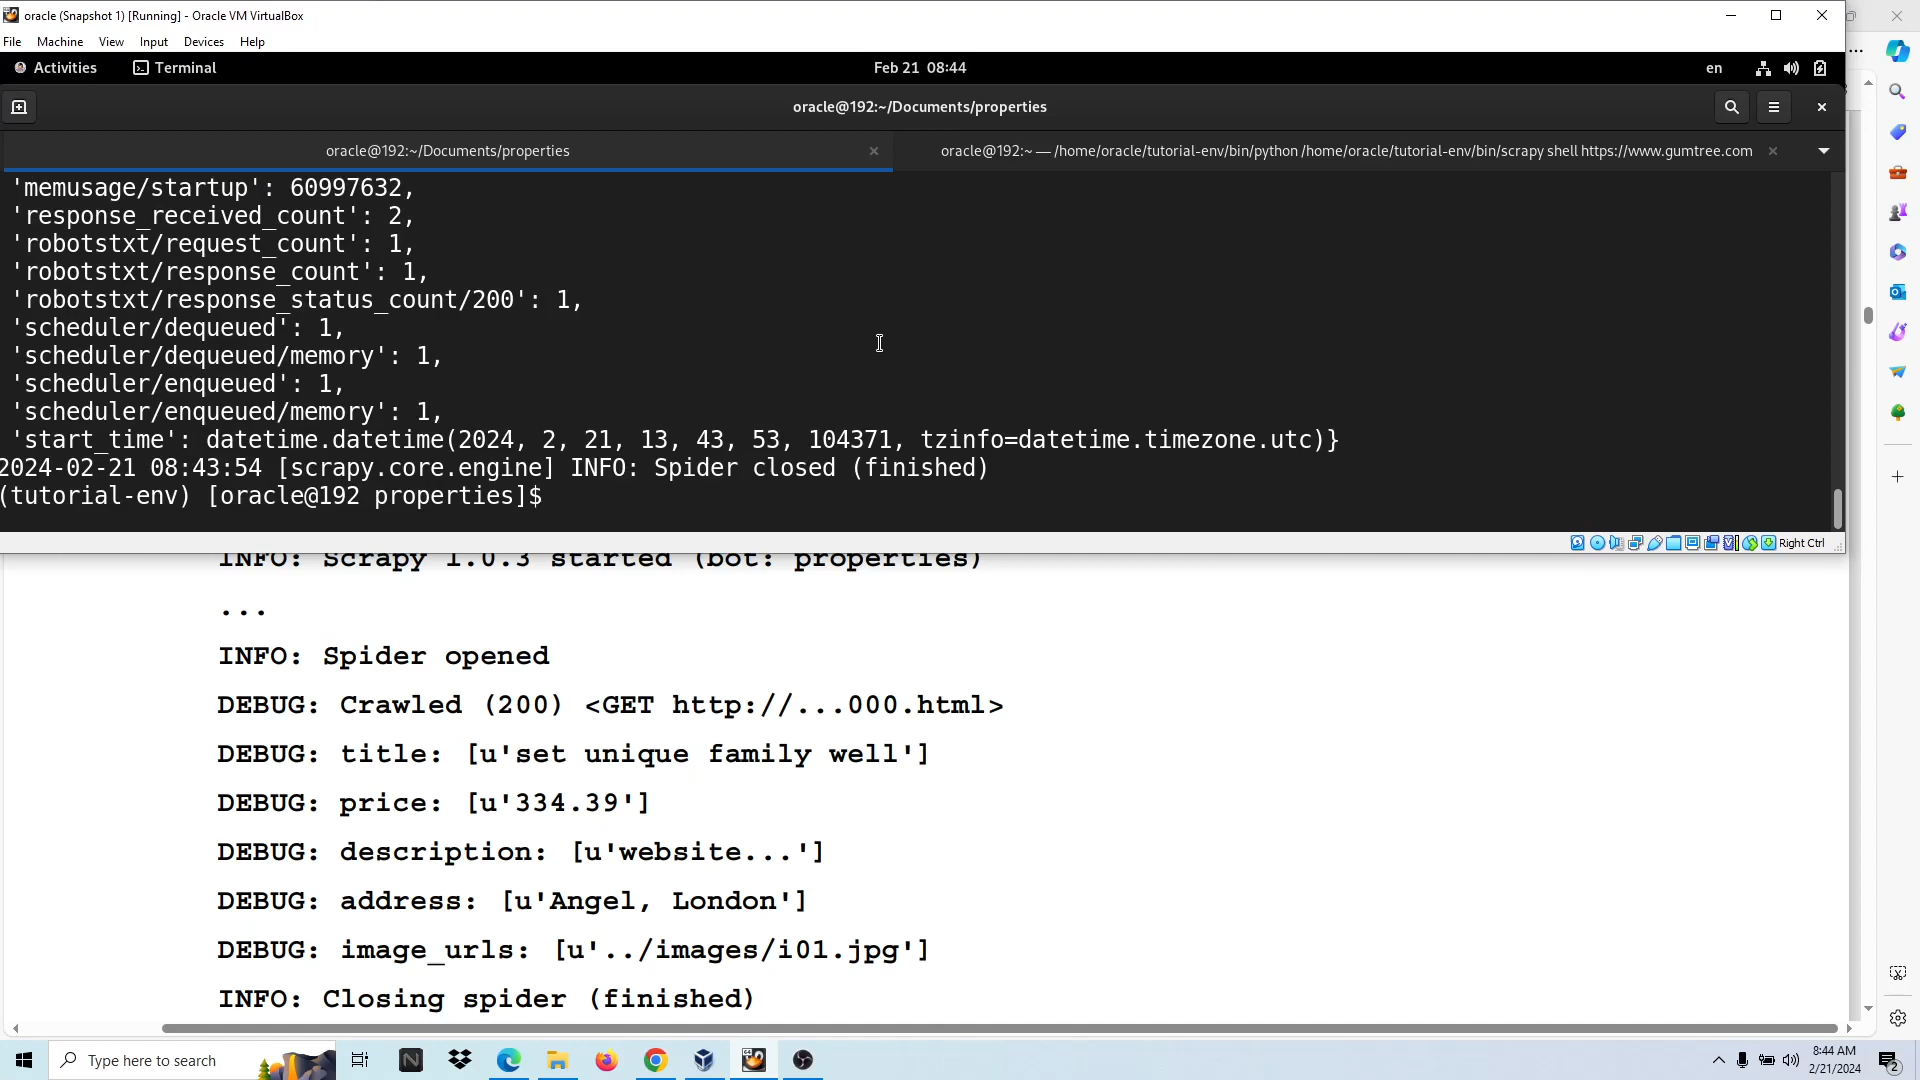 oracle (Snapshot 1) [Running] - Oracle VM VirtualBox
File Machine View Input Devices Help
Activities Terminal Feb 21 08:44 en
oracle@192:~/Documents/properties
oracle@192:~/Documents/properties
oracle@192:~ — /home/oracle/tutorial-env/bin/python /home/oracle/tutorial-env/bin/scrapy shell https://www.gumtree.com
'memusage/startup': 60997632,
'response_received_count': 2,
'robotstxt/request_count': 1,
'robotstxt/response_count': 1,
'robotstxt/response_status_count/200': 1,
'scheduler/dequeued': 1,
'scheduler/dequeued/memory': 1,
'scheduler/enqueued': 1,
'scheduler/enqueued/memory': 1,
'start_time': datetime.datetime(2024, 2, 21, 13, 43, 53, 104371, tzinfo=datetime.timezone.utc)}
2024-02-21 08:43:54 [scrapy.core.engine] INFO: Spider closed (finished)
(tutorial-env) [oracle@192 properties]$
Right Ctrl
INFO: Scrapy 1.0.3 started (bot: properties)
...
INFO: Spider opened
DEBUG: Crawled (200) <GET http://...000.html>
DEBUG: title: [u'set unique family well']
DEBUG: price: [u'334.39']
DEBUG: description: [u'website...']
DEBUG: address: [u'Angel, London']
DEBUG: image_urls: [u'../images/i01.jpg']
INFO: Closing spider (finished)
Type here to search
8:44 AM
2/21/2024
2